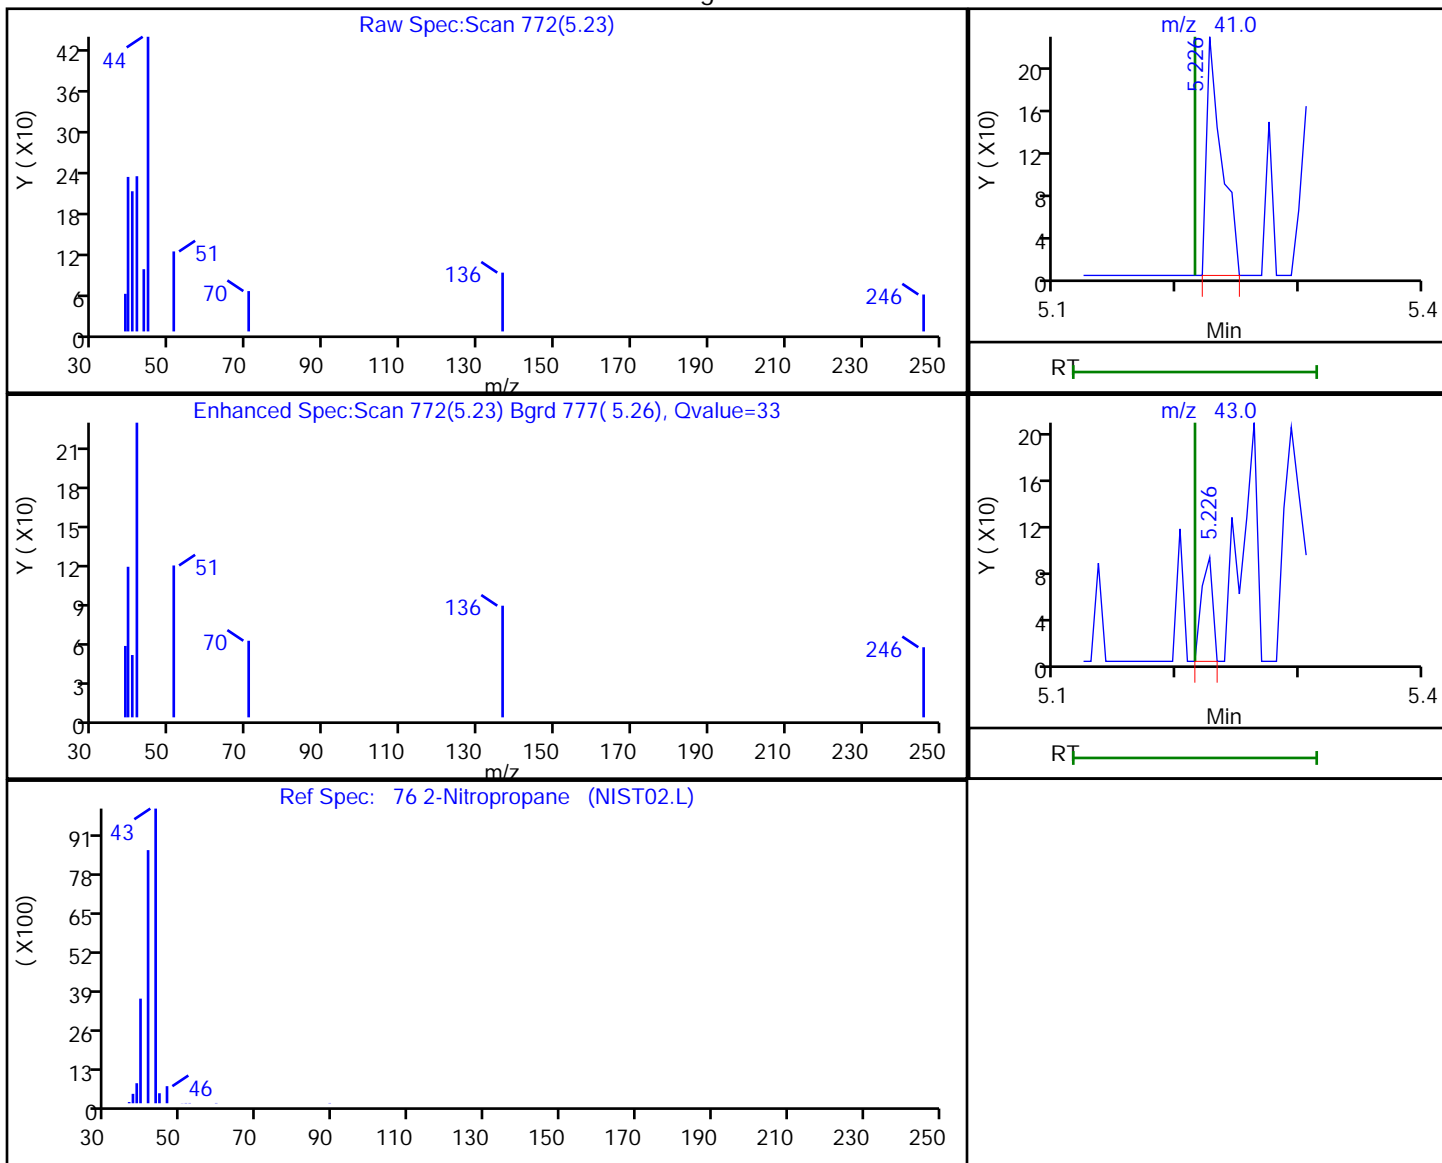 Raw Spec:Scan 772(5.23)
Y ( X10)
42
36
30
24
18
12
6
0
44
51
70
136
246
30 50 70 90 110 130 150 170 190 210 230 250
m/z
m/z 41.0
Y ( X10)
20
16
12
8
4
0
5.226
5.1 5.4
Min
RT
Enhanced Spec:Scan 772(5.23) Bgrd 777( 5.26), Qvalue=33
Y ( X10)
21
18
15
12
9
6
3
0
51
70
136
246
30 50 70 90 110 130 150 170 190 210 230 250
m/z
m/z 43.0
Y ( X10)
20
16
12
8
4
0
5.226
5.1 5.4
Min
RT
Ref Spec: 76 2-Nitropropane (NIST02.L)
( X100)
91
78
65
52
39
26
13
0
43
46
30 50 70 90 110 130 150 170 190 210 230 250